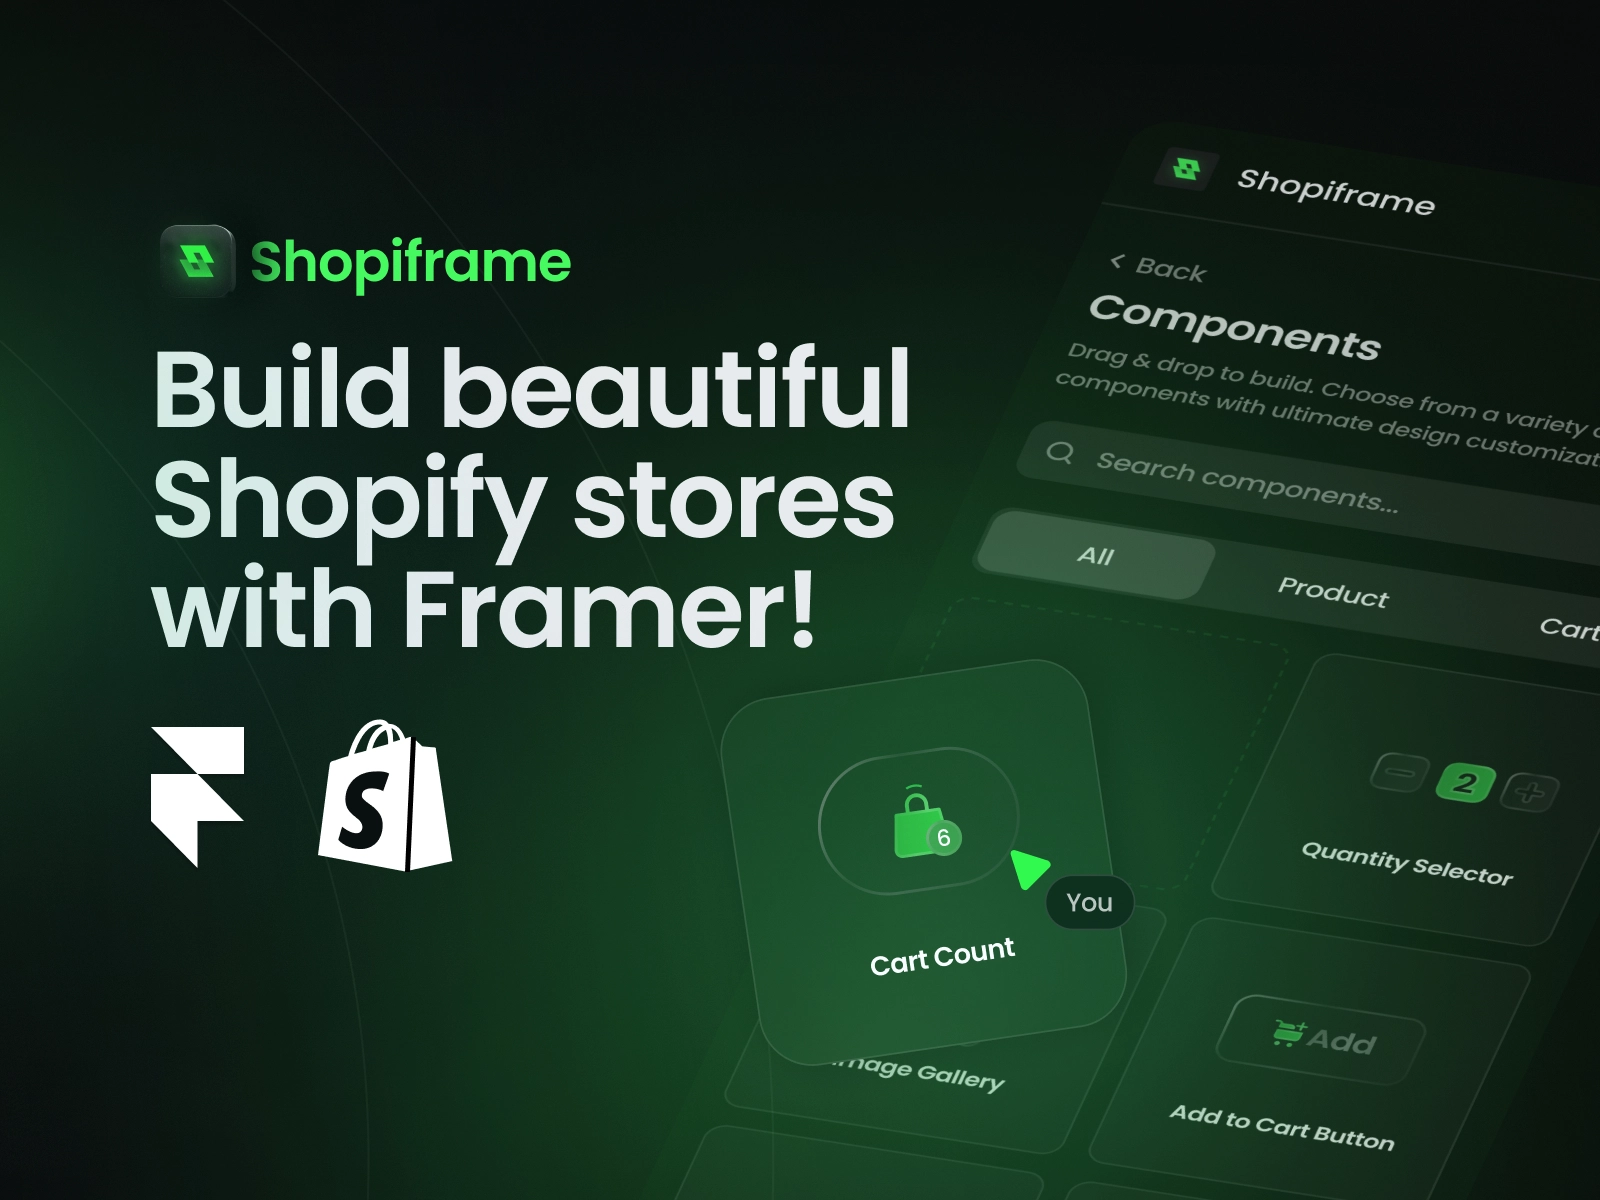 Shopiframe
Build beautiful
Shopify stores
with Framer!
S
Shopiframe
Back
Components
Drag & drop to build. Choose from a variety
components with ultimate design
Search components...
All
Product
Cart
2
Quantity Selector
6
You
Cart Count
Image Gallery
Add
Add to Cart Button